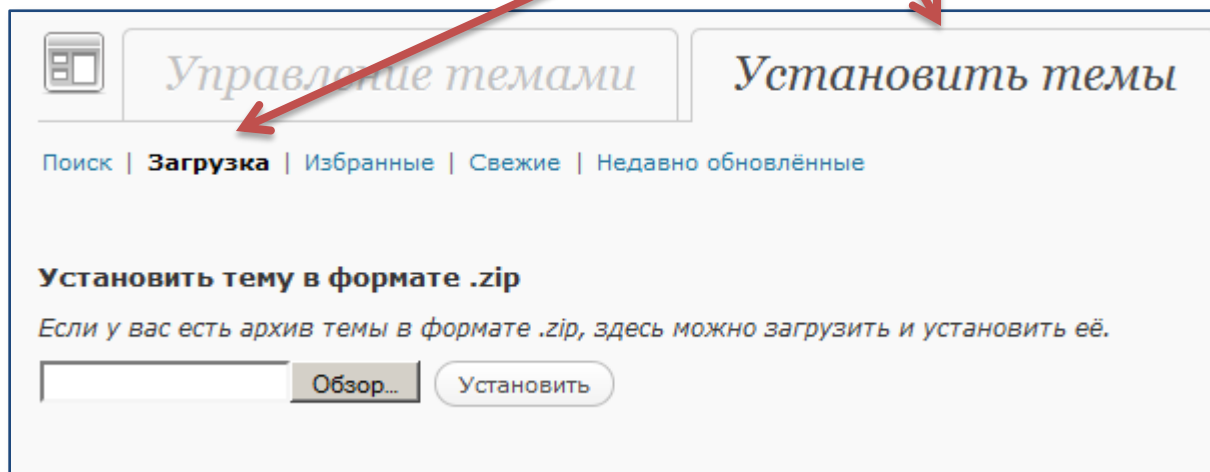 Управление темами
Установить темы
Поиск | Загрузка | Избранные | Свежие | Недавно обновлённые
Установить тему в формате .zip
Если у вас есть архив темы в формате .zip, здесь можно загрузить и установить её.
Обзор... Установить